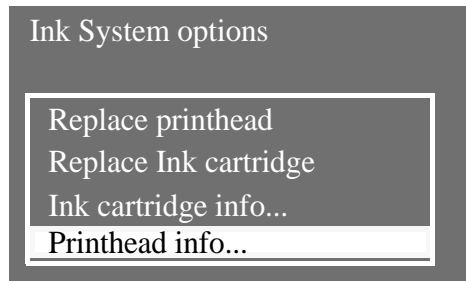 Ink System options
Replace printhead
Replace Ink cartridge
Ink cartridge info...
Printhead info...